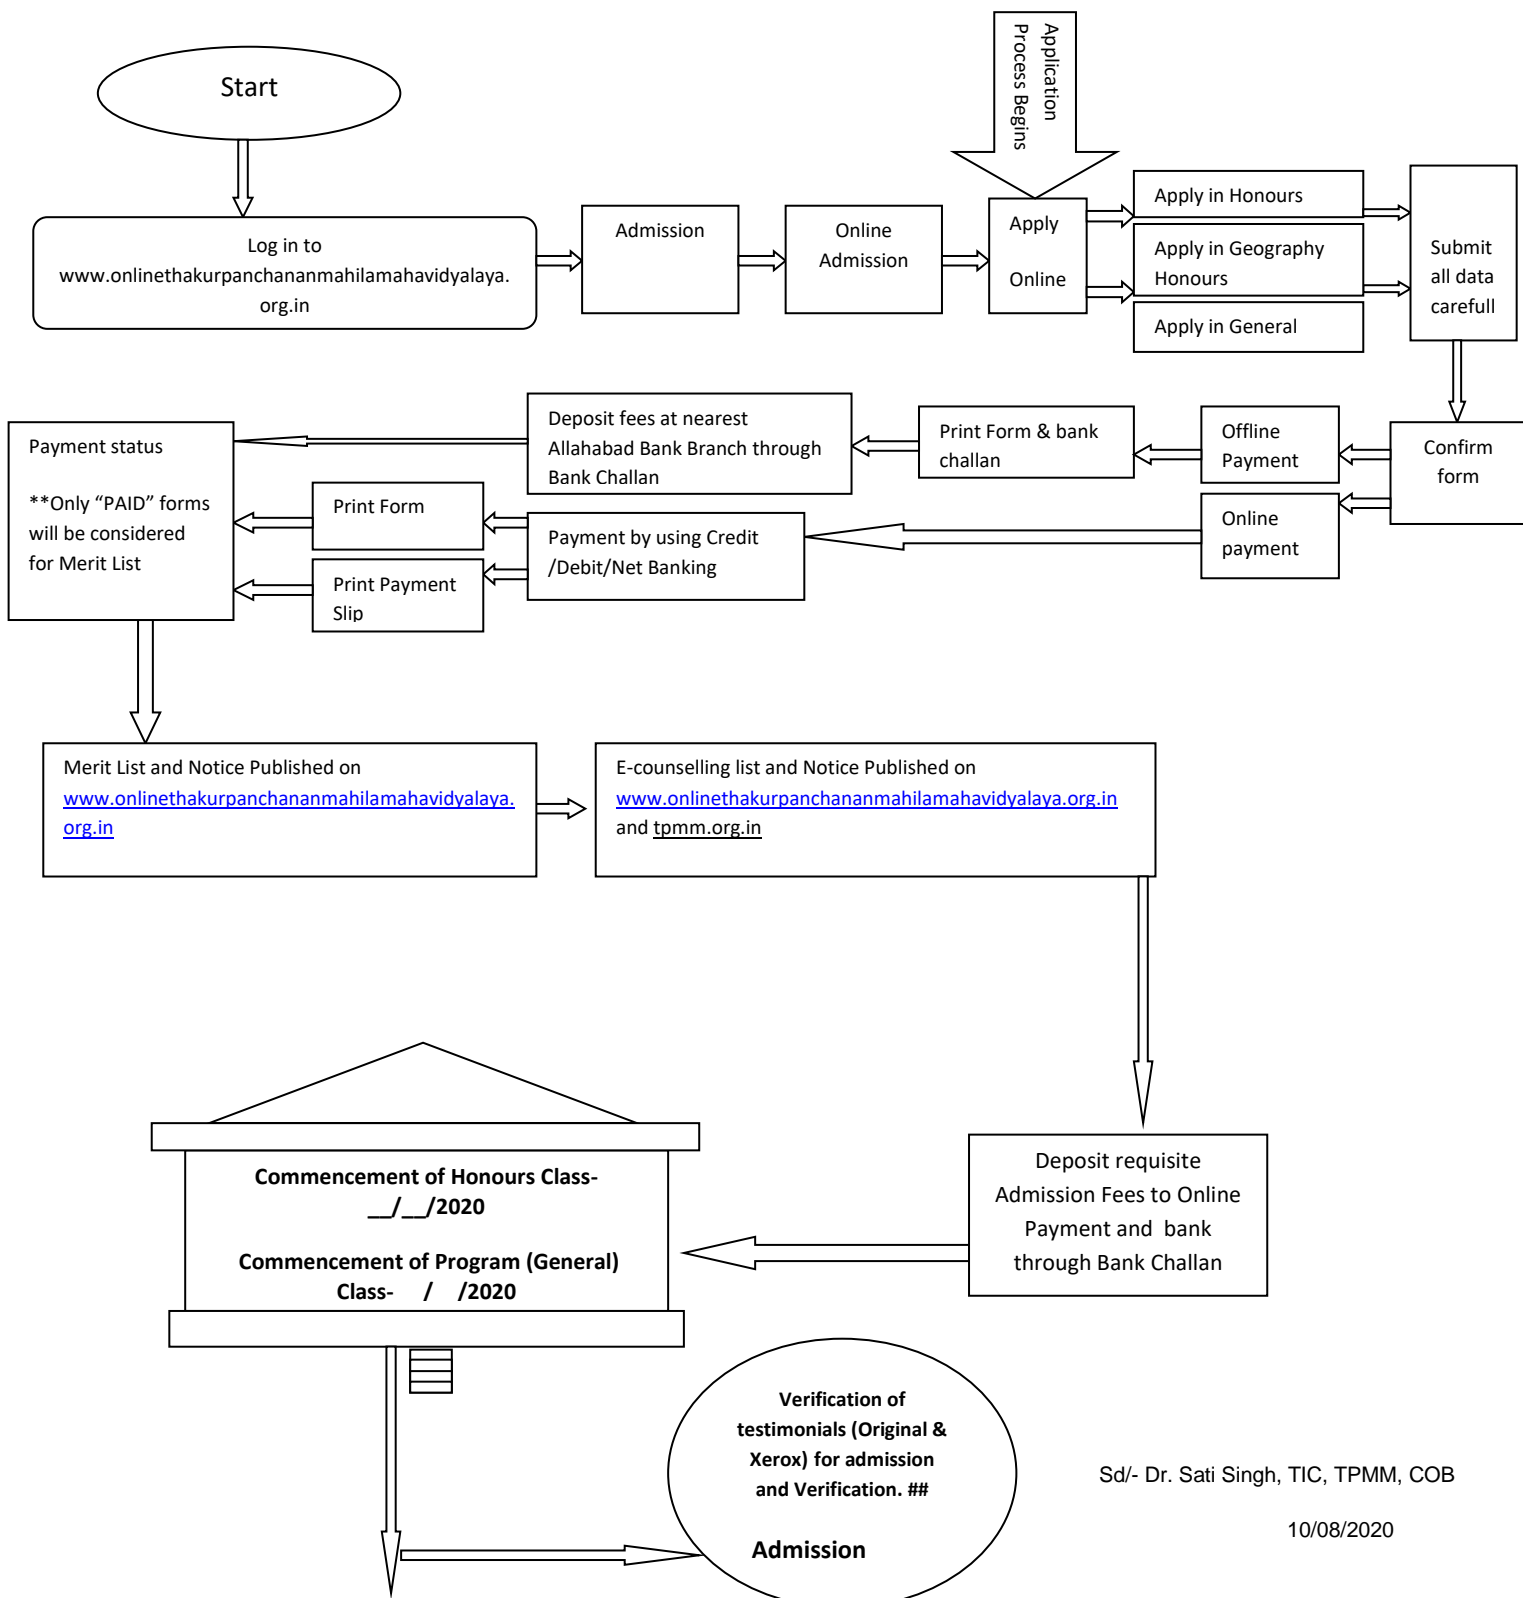 Start
Application
Process Begins
Log in to
www.onlinethakurpanchananmahilamahavidyalaya.
org.in
Admission
Online
Admission
Apply
Online
Apply in Honours
Apply in Geography
Honours
Apply in General
Submit
all data
carefull
Confirm
form
Offline
Payment
Print Form & bank
challan
Deposit fees at nearest
Allahabad Bank Branch through
Bank Challan
Online
payment
Payment by using Credit
/Debit/Net Banking
Print Form
Print Payment
Slip
Payment status
**Only “PAID” forms
will be considered
for Merit List
Merit List and Notice Published on
www.onlinethakurpanchananmahilamahavidyalaya.
org.in
E-counselling list and Notice Published on
www.onlinethakurpanchananmahilamahavidyalaya.org.in
and tpmm.org.in
Deposit requisite
Admission Fees to Online
Payment and bank
through Bank Challan
Commencement of Honours Class-
__/__/2020
Commencement of Program (General)
Class- / /2020
Verification of
testimonials (Original &
Xerox) for admission
and Verification. ##
Admission
Sd/- Dr. Sati Singh, TIC, TPMM, COB
10/08/2020